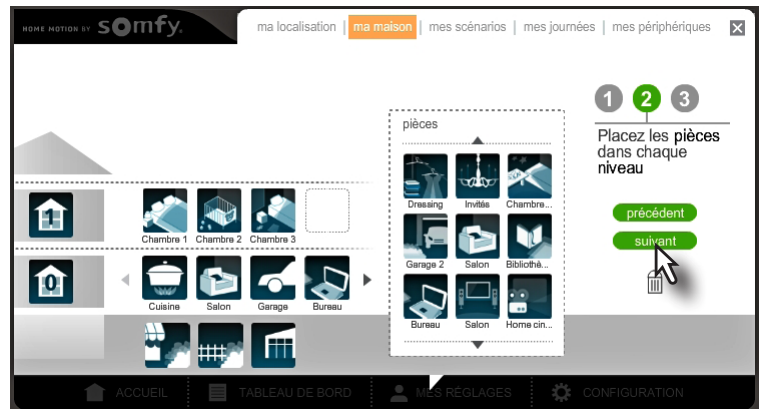 HOME MOTION BY somfy.
ma localisation | ma maison | mes scénarios | mes journées | mes périphériques
1 2 3
Placez les pièces
dans chaque
niveau
précédent
suivant
pièces
Dressing Invités Chambre...
Garage 2 Salon Bibliothè...
Bureau Salon Home cin...
1
Chambre 1 Chambre 2 Chambre 3
0
Cuisine Salon Garage Bureau
ACCUEIL TABLEAU DE BORD MES RÉGLAGES CONFIGURATION